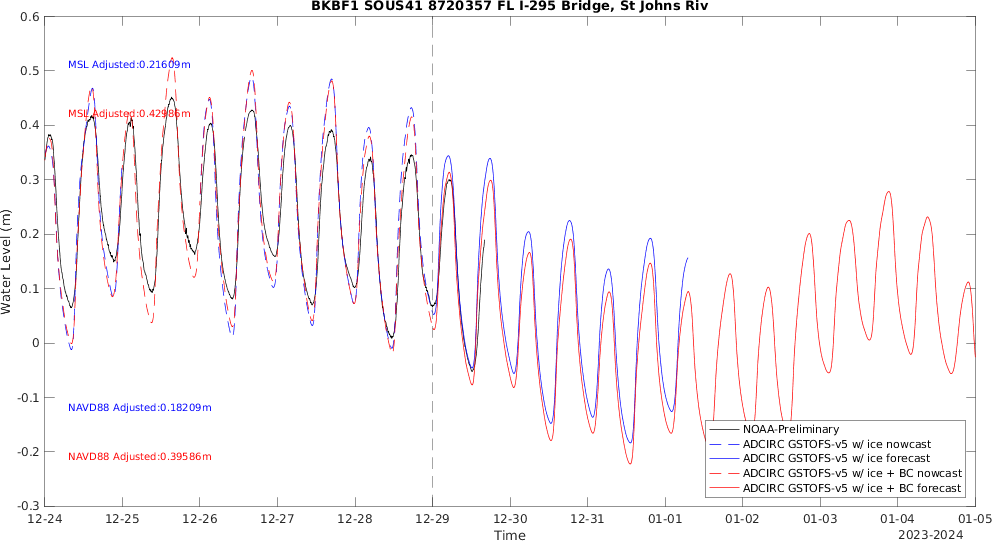 BKBF1 SOUS41 8720357 FL I-295 Bridge, St Johns Riv
0.6
0.5
0.4
0.3
0.2
0.1
0
-0.1
-0.2
-0.3
Water Level (m)
MSL Adjusted:0.21609m
MSL Adjusted:0.42986m
NAVD88 Adjusted:0.18209m
NAVD88 Adjusted:0.39586m
NOAA-Preliminary
ADCIRC GSTOFS-v5 w/ ice nowcast
ADCIRC GSTOFS-v5 w/ ice forecast
ADCIRC GSTOFS-v5 w/ ice + BC nowcast
ADCIRC GSTOFS-v5 w/ ice + BC forecast
12-24 12-25 12-26 12-27 12-28 12-29 12-30 12-31 01-01 01-02 01-03 01-04 01-05
Time
2023-2024